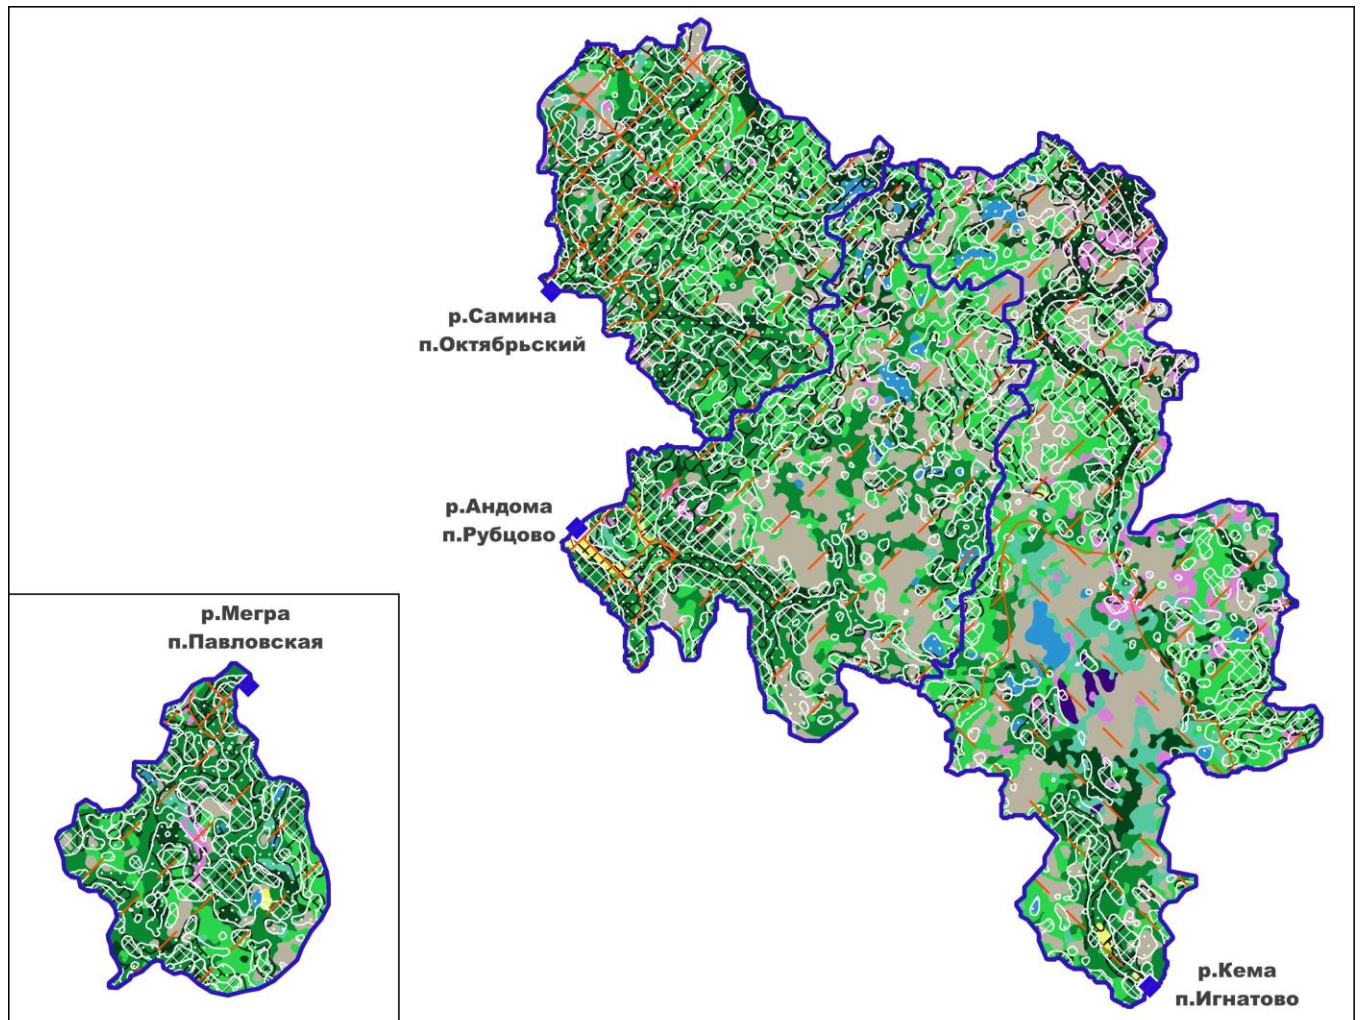 р.Самина
п.Октябрьский
р.Андома
п.Рубцово
р.Мегра
п.Павловская
р.Кема
п.Игнатово